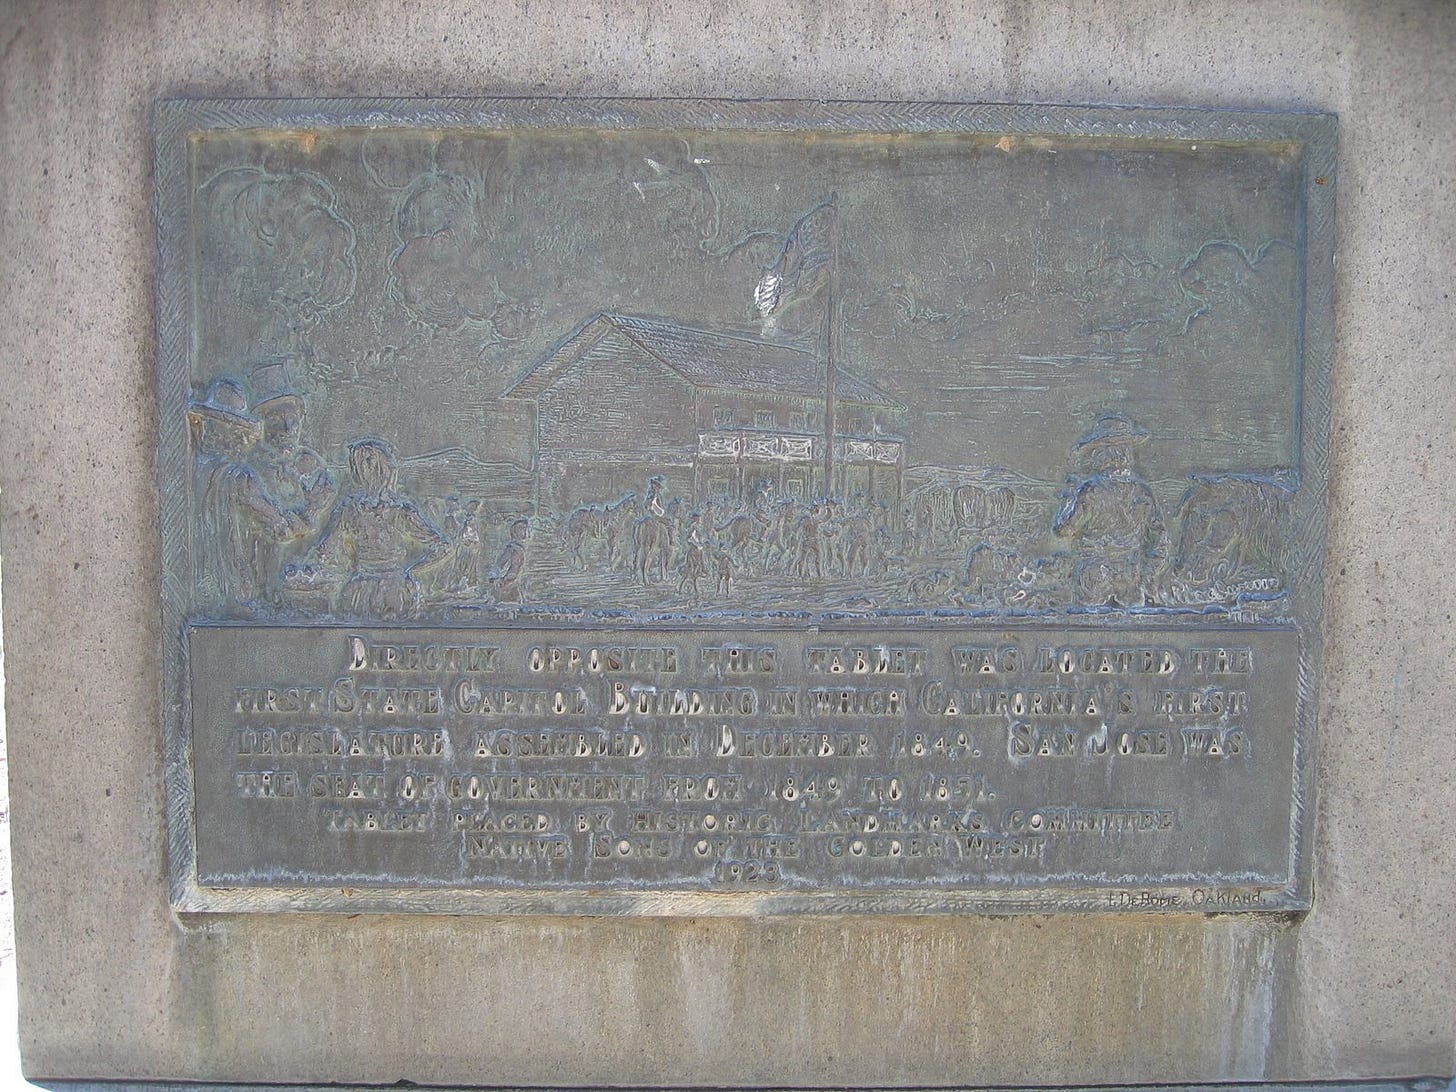 DIRECTLY OPPOSITE THIS TABLET WAS LOCATED THE
FIRST STATE CAPITOL BUILDING IN WHICH CALIFORNIA'S FIRST
LEGISLATURE ASSEMBLED IN DECEMBER 1849. SAN JOSE WAS
THE SEAT OF GOVERNMENT FROM 1849 TO 1851.
TABLET PLACED BY HISTORIC LANDMARKS COMMITTEE
NATIVE SONS OF THE GOLDEN WEST
DEROME OAKLAND.